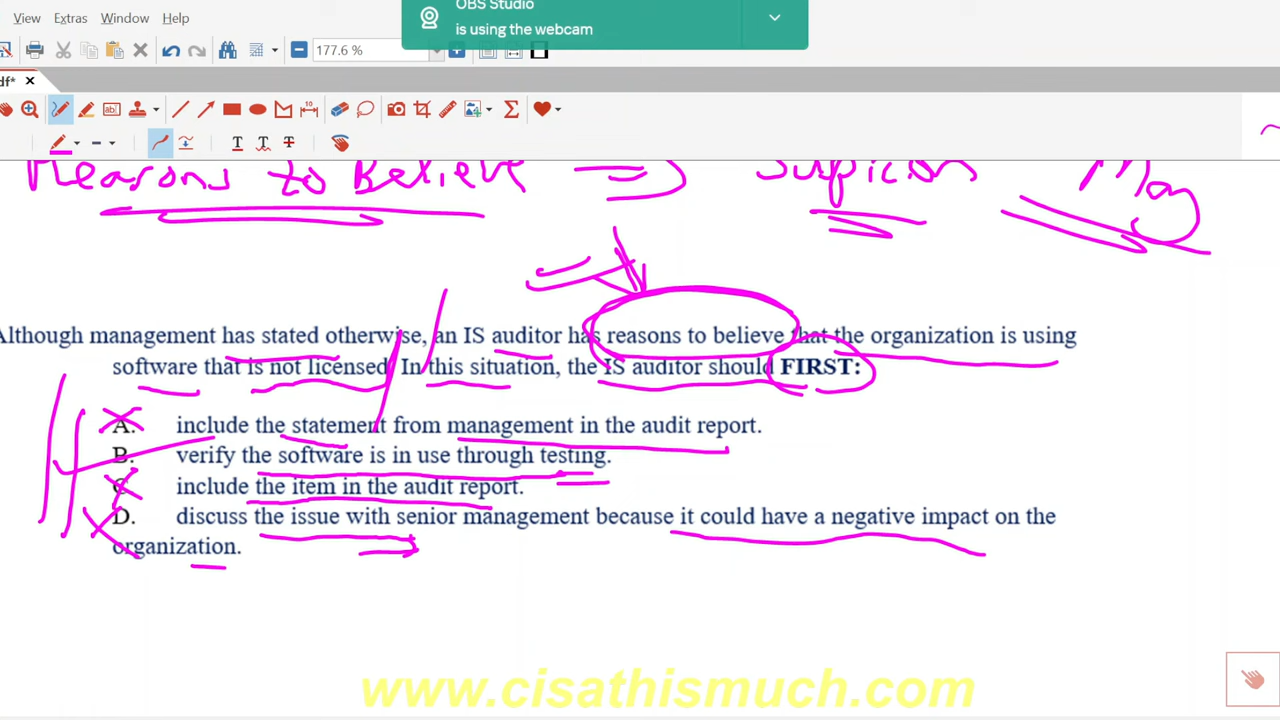 OBS Studio
is using the webcam
View Extras Window Help
177.6 %
df* ×
Reasons to Believe => Suspicion May
Although management has stated otherwise, an IS auditor has reasons to believe that the organization is using
software that is not licensed. In this situation, the IS auditor should FIRST:
A. include the statement from management in the audit report.
B. verify the software is in use through testing.
C. include the item in the audit report.
D. discuss the issue with senior management because it could have a negative impact on the
organization.
www.cisathismuch.com